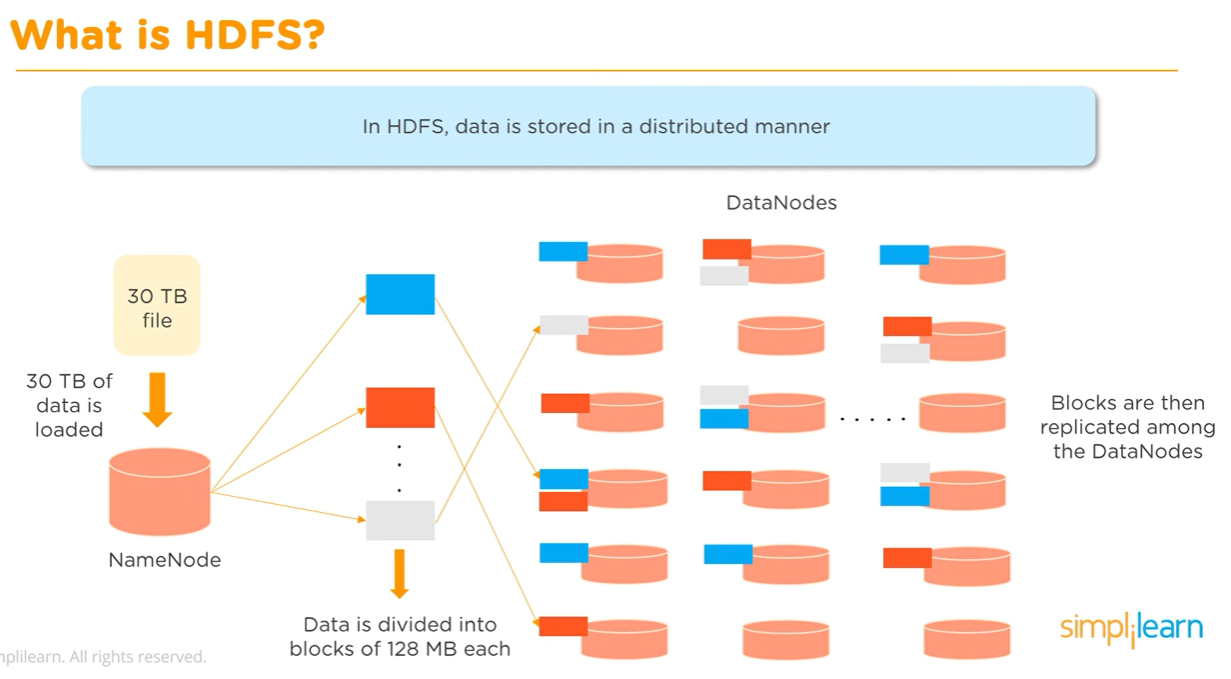 What is HDFS?
In HDFS, data is stored in a distributed manner
DataNodes
30 TB
file
30 TB of
data is
loaded
NameNode
Data is divided into
blocks of 128 MB each
Blocks are then
replicated among
the DataNodes
simplilearn
mplilearn. All rights reserved.